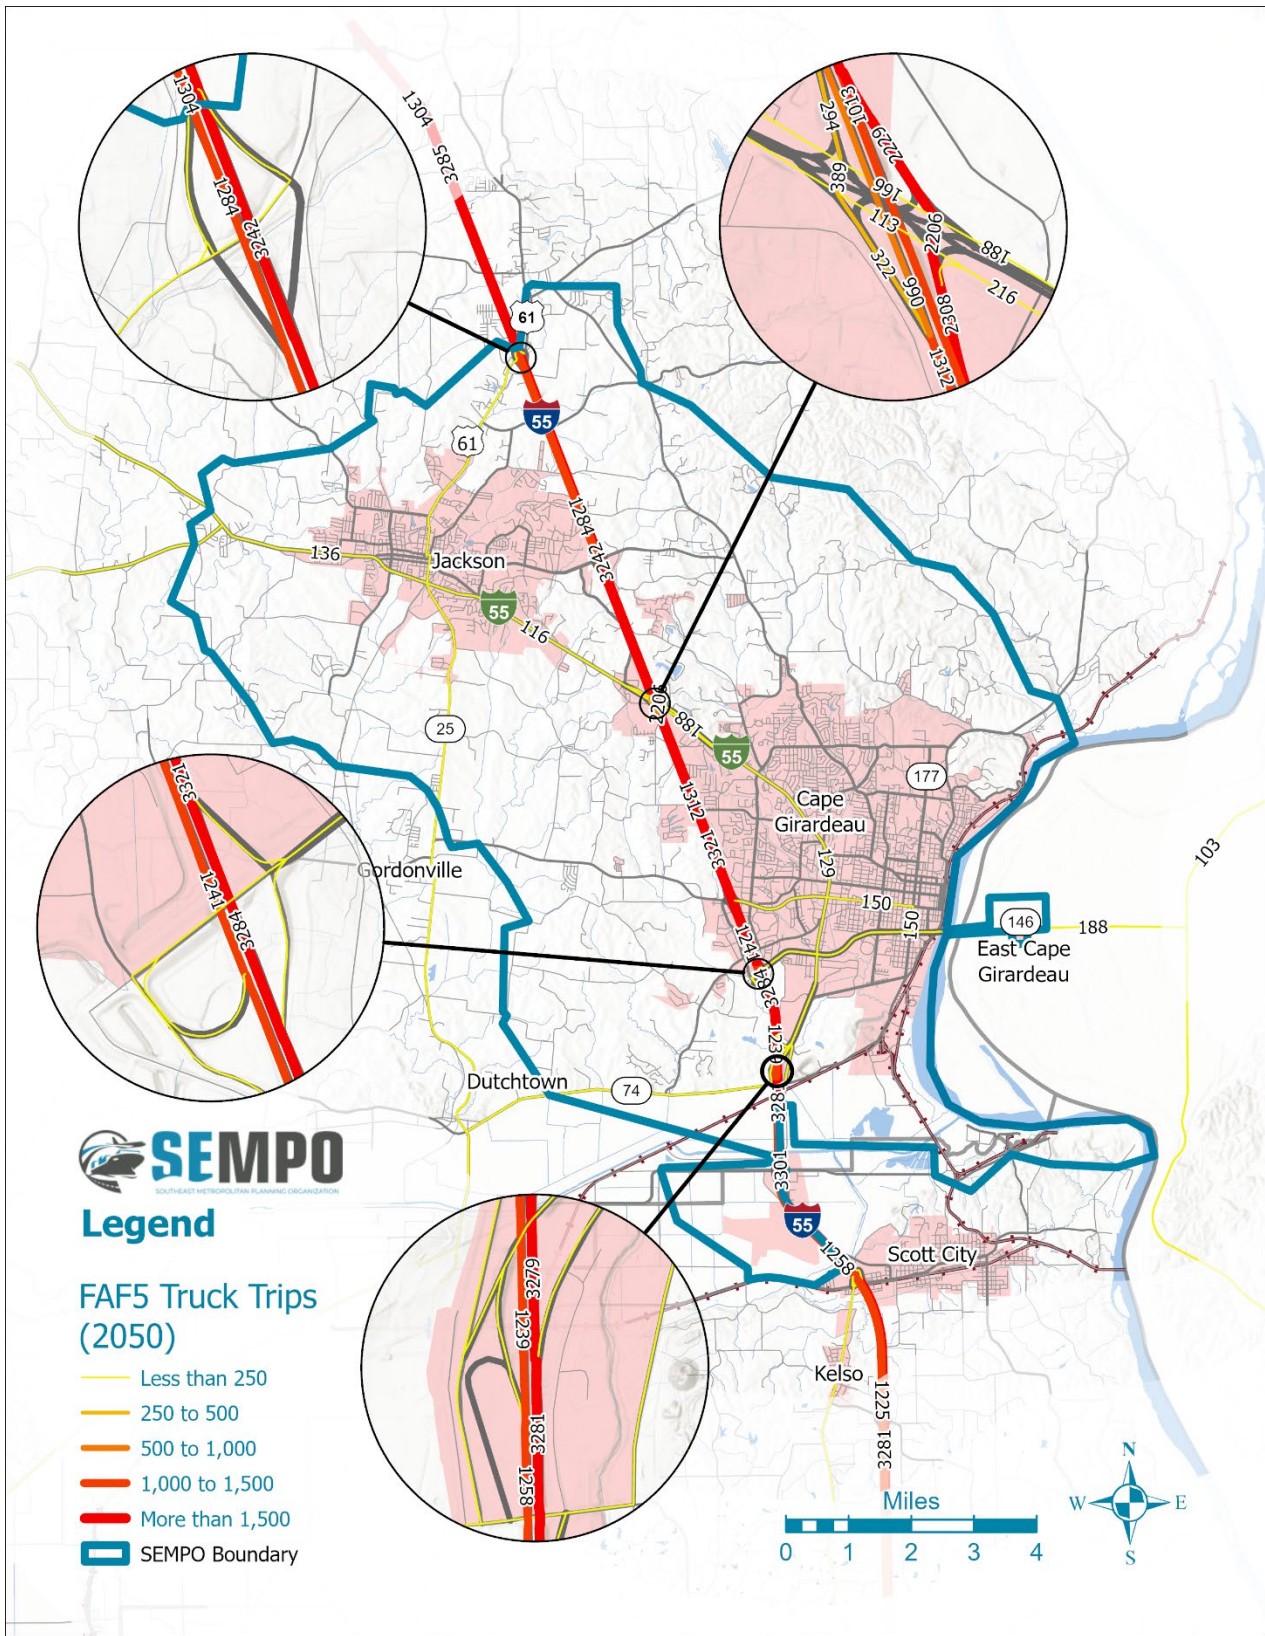 1304
3285
1304
1284
3242
462
1013
2229
389
166
113
2206
188
322
990
2308
216
1312
61
55
61
1284
3242
136
Jackson
55
116
2206
188
25
55
177
Cape
Girardeau
1312
3321
129
Gordonville
150
150
103
146
188
East Cape
Girardeau
1241
3284
3321
1241
3284
Dutchtown
74
3301
55
1258
Scott City
Kelso
1225
3281
SEMPO
SOUTHEAST METROPOLITAN PLANNING ORGANIZATION
Legend
FAF5 Truck Trips
(2050)
Less than 250
250 to 500
500 to 1,000
1,000 to 1,500
More than 1,500
SEMPO Boundary
3279
1239
3281
1258
Miles
0 1 2 3 4
N
W E
S